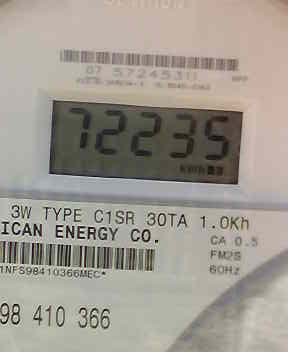 07 57245311
72235
3W TYPE C1SR 30TA 1.0Kh
ICAN ENERGY CO.
CA 0.5
FM2S
60Hz
1NFS98410366MEC*
98 410 366